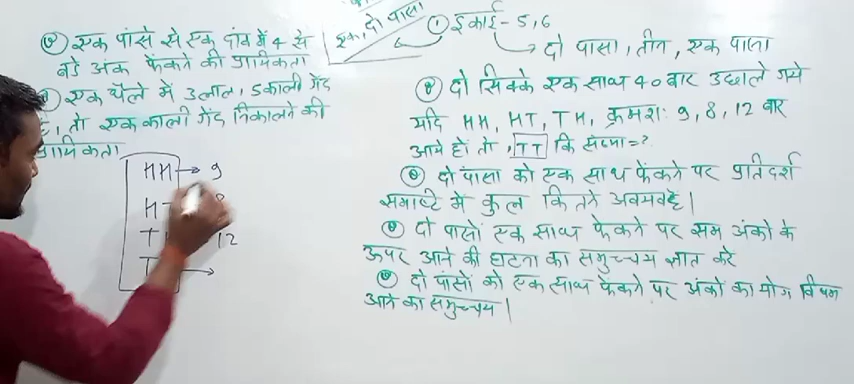 एक, दो पासा
① इकाई - 5, 6
दो पासा, तीन, एक पासा
एक पांसे से एक दांव में 4 से
बड़े अंक फेंकने की प्रायिकता
एक थैले में 3 लाल, 5 काली गेंद
है, तो एक काली गेंद निकालने की
प्रायिकता
HH → 9
H
T 12
T →
दो सिक्के एक साथ 40 बार उछाले गये
यदि HH, HT, TH, क्रमशः 9, 8, 12 बार
आये हों तो, TT कि संख्या = ?
दो पासा को एक साथ फेंकने पर प्रतिदर्श
समष्टि में कुल कितने अवयव हैं|
दो पासों एक साथ फेंकने पर सम अंको के
ऊपर आने की घटना का समुच्चय ज्ञात करे
दो पासों को एक साथ फेंकने पर अंकों का योग विषम
आने का समुच्चय|